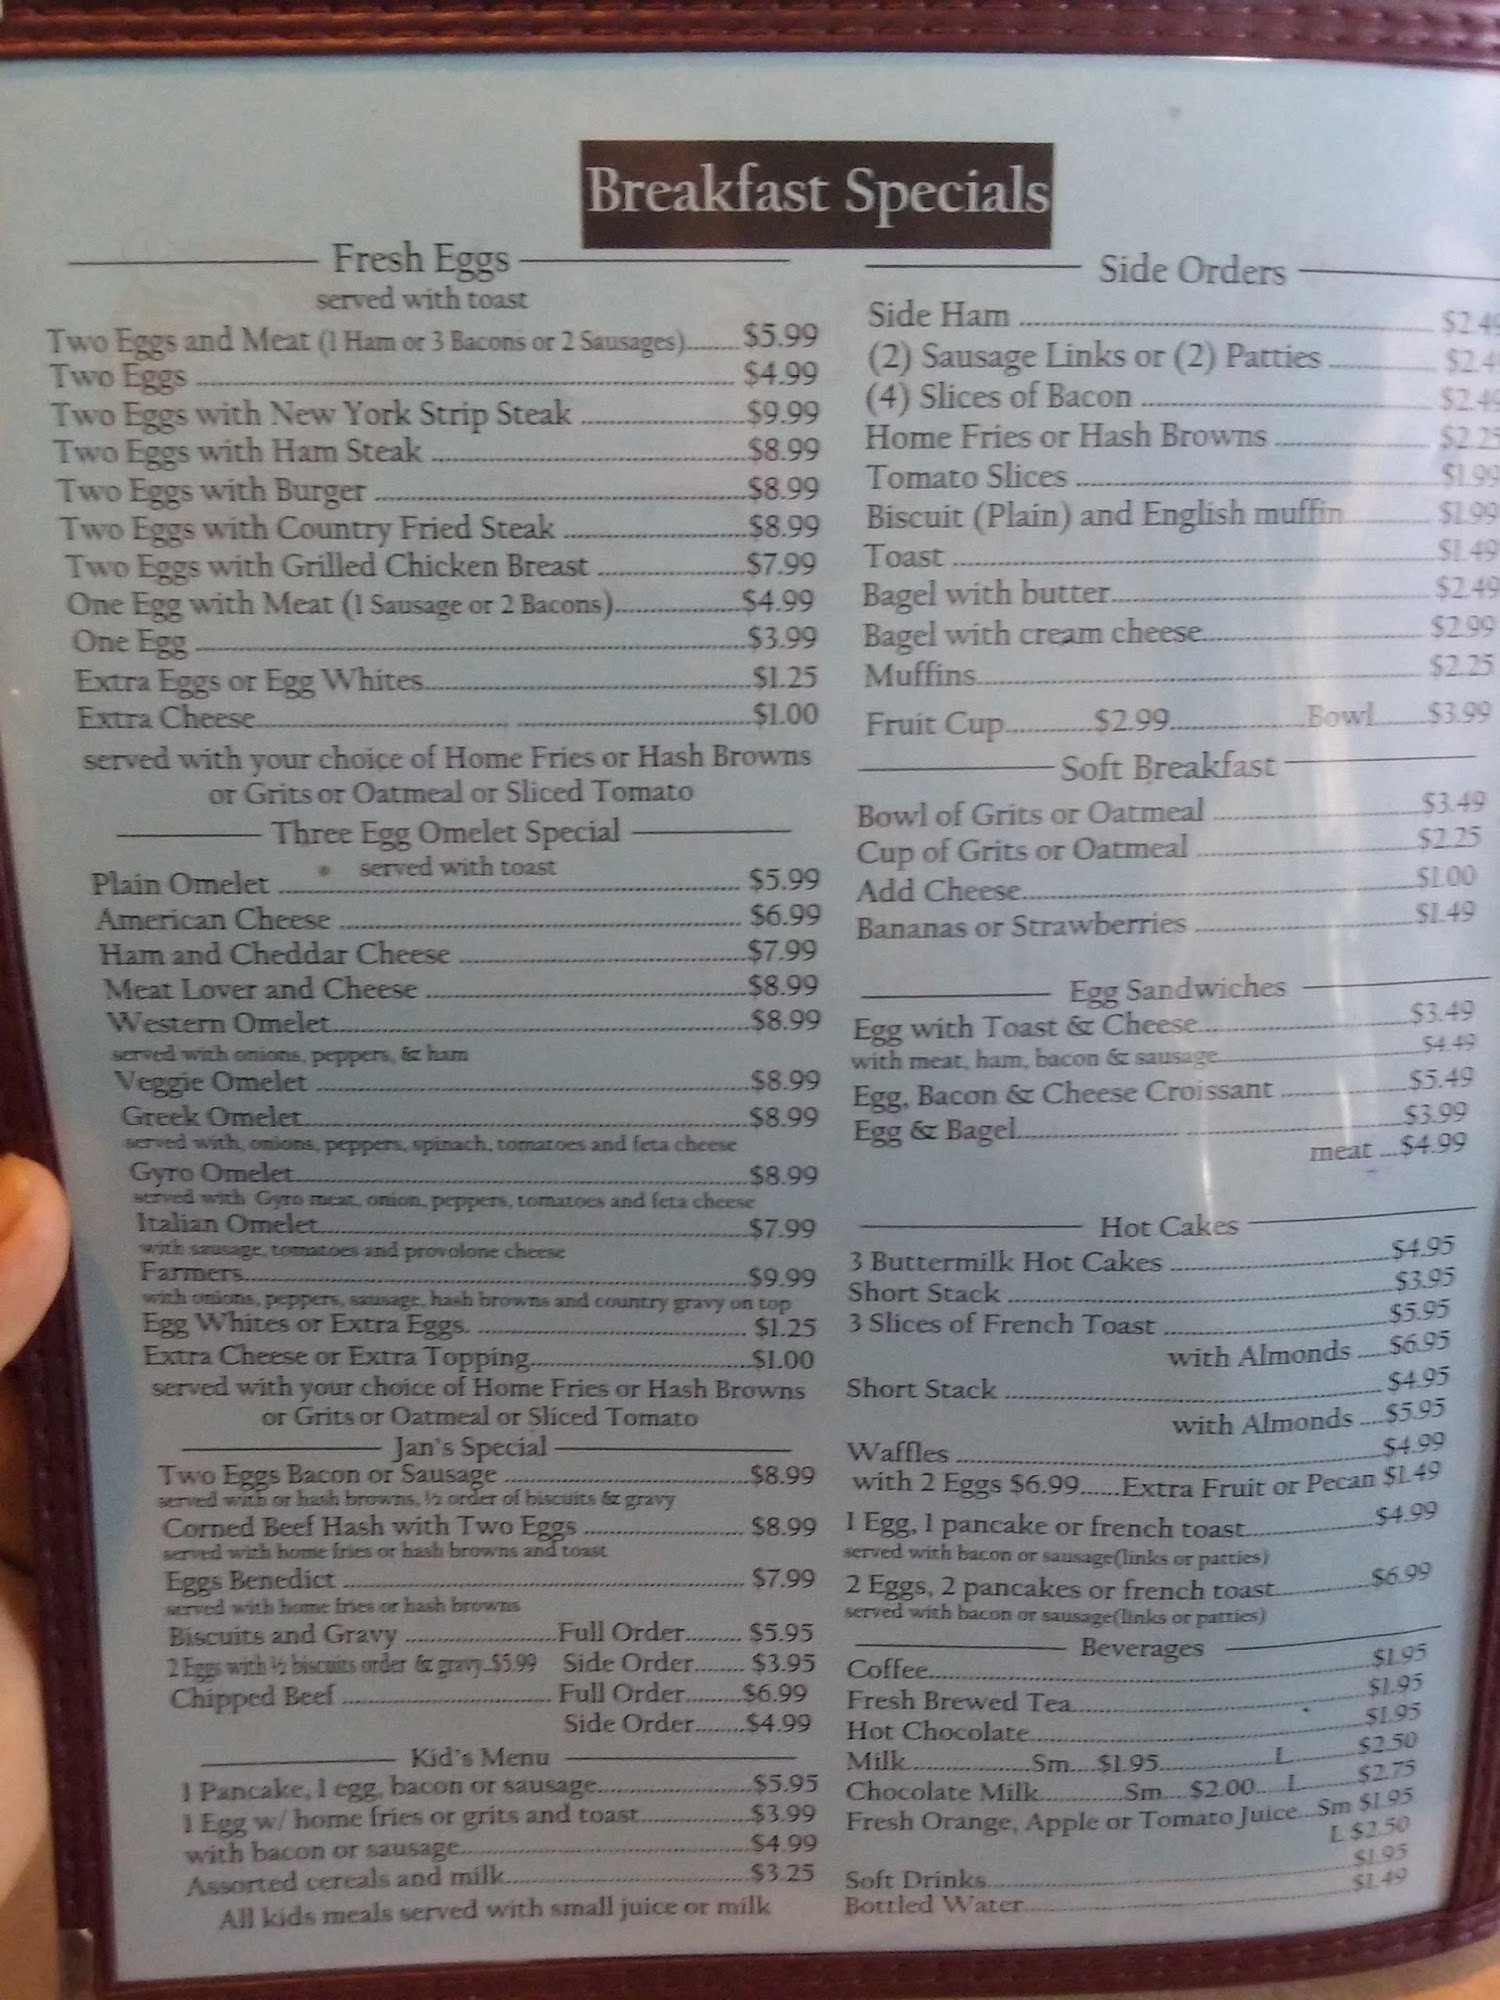 Breakfast Specials
Fresh Eggs
served with toast
Two Eggs and Meat (1 Ham or 3 Bacons or 2 Sausages)........$5.99
Two Eggs ........ $4.99
Two Eggs with New York Strip Steak ........$9.99
Two Eggs with Ham Steak ........$8.99
Two Eggs with Burger ........$8.99
Two Eggs with Country Fried Steak ........$8.99
Two Eggs with Grilled Chicken Breast ........$7.99
One Egg with Meat (1 Sausage or 2 Bacons)........$4.99
One Egg ........$3.99
Extra Eggs or Egg Whites........$1.25
Extra Cheese........$1.00
served with your choice of Home Fries or Hash Browns
or Grits or Oatmeal or Sliced Tomato
Three Egg Omelet Special
served with toast
Plain Omelet ........ $5.99
American Cheese ........ $6.99
Ham and Cheddar Cheese ........$7.99
Meat Lover and Cheese ........$8.99
Western Omelet........$8.99
served with onions, peppers, & ham
Veggie Omelet ........$8.99
Greek Omelet........$8.99
served with, onions, peppers, spinach, tomatoes and feta cheese
Gyro Omelet........$8.99
served with Gyro meat, onion, peppers, tomatoes and feta cheese
Italian Omelet........$7.99
with sausage, tomatoes and provolone cheese
Farmers........$9.99
with onions, peppers, sausage, hash browns and country gravy on top
Egg Whites or Extra Eggs. ........ $1.25
Extra Cheese or Extra Topping........$1.00
served with your choice of Home Fries or Hash Browns
or Grits or Oatmeal or Sliced Tomato
Jan's Special
Two Eggs Bacon or Sausage ........$8.99
served with or hash browns, ½ order of biscuits & gravy
Corned Beef Hash with Two Eggs ........ $8.99
served with home fries or hash browns and toast
Eggs Benedict ........ $7.99
served with home fries or hash browns
Biscuits and Gravy ........Full Order........ $5.95
2 Eggs with ½ biscuits order & gravy..$5.99 Side Order........ $3.95
Chipped Beef ........ Full Order........$6.99
Side Order........$4.99
Kid's Menu
1 Pancake, 1 egg, bacon or sausage........$5.95
1 Egg w/ home fries or grits and toast........$3.99
with bacon or sausage........$4.99
Assorted cereals and milk........$3.25
All kids meals served with small juice or milk
Side Orders
Side Ham ........
(2) Sausage Links or (2) Patties ........
(4) Slices of Bacon ........ $2.49
Home Fries or Hash Browns ........ $2.25
Tomato Slices ........ $1.99
Biscuit (Plain) and English muffin ........ $1.99
Toast ........ $1.49
Bagel with butter........ $2.49
Bagel with cream cheese........ $2.99
Muffins........ $2.25
Fruit Cup........$2.99........Bowl........$3.99
Soft Breakfast
Bowl of Grits or Oatmeal ........$3.49
Cup of Grits or Oatmeal ........$2.25
Add Cheese........$1.00
Bananas or Strawberries ........$1.49
Egg Sandwiches
Egg with Toast & Cheese........$3.49
with meat, ham, bacon & sausage........$4.49
Egg, Bacon & Cheese Croissant ........$5.49
Egg & Bagel........$3.99
meat ...$4.99
Hot Cakes
3 Buttermilk Hot Cakes ........$4.95
Short Stack ........$3.95
3 Slices of French Toast ........$5.95
with Almonds .....$6.95
Short Stack ........$4.95
with Almonds ....$5.95
Waffles ........$4.99
with 2 Eggs $6.99......Extra Fruit or Pecan $1.49
1 Egg, 1 pancake or french toast........$4.99
served with bacon or sausage(links or patties)
2 Eggs, 2 pancakes or french toast........$6.99
served with bacon or sausage(links or patties)
Beverages
Coffee........$1.95
Fresh Brewed Tea........$1.95
Hot Chocolate........$1.95
Milk........Sm....$1.95........L........$2.50
Chocolate Milk........Sm....$2.00.....L........$2.75
Fresh Orange, Apple or Tomato Juice...Sm $1.95
L $2.50
Soft Drinks........$1.95
Bottled Water........$1.49